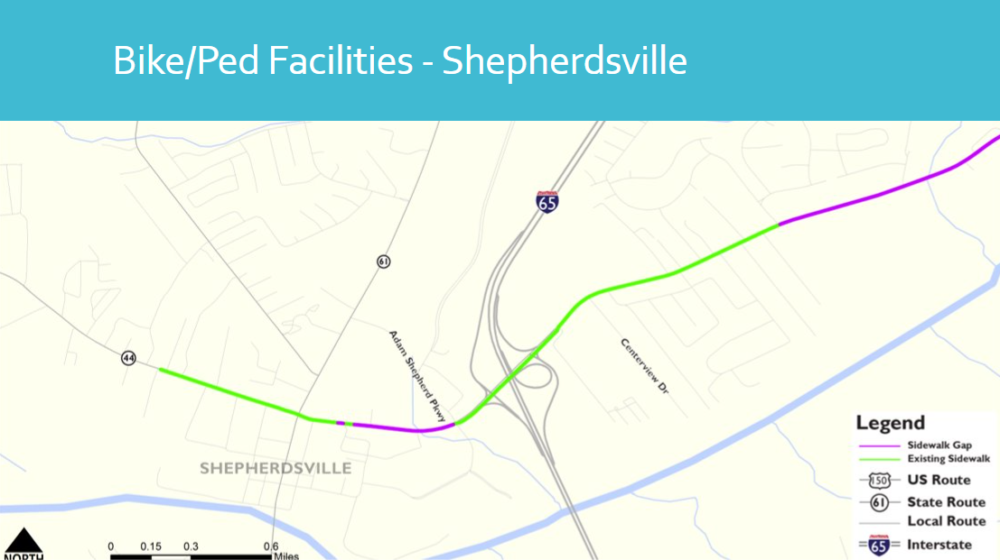 Bike/Ped Facilities - Shepherdsville
65
61
Adam Shepherd Pkwy
Centerview Dr
44
SHEPHERDSVILLE
Legend
Sidewalk Gap
Existing Sidewalk
150 US Route
61 State Route
Local Route
65 Interstate
NORTH
0 0.15 0.3 0.6
Miles